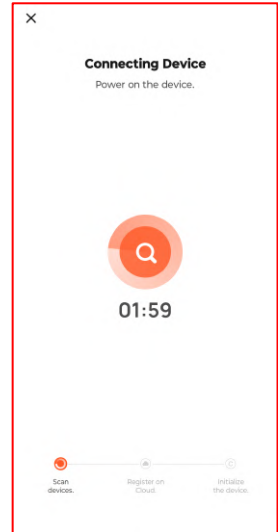 Connecting Device
Power on the device.
01:59
Scan
devices.
Register on
Cloud.
Initialize
the device.